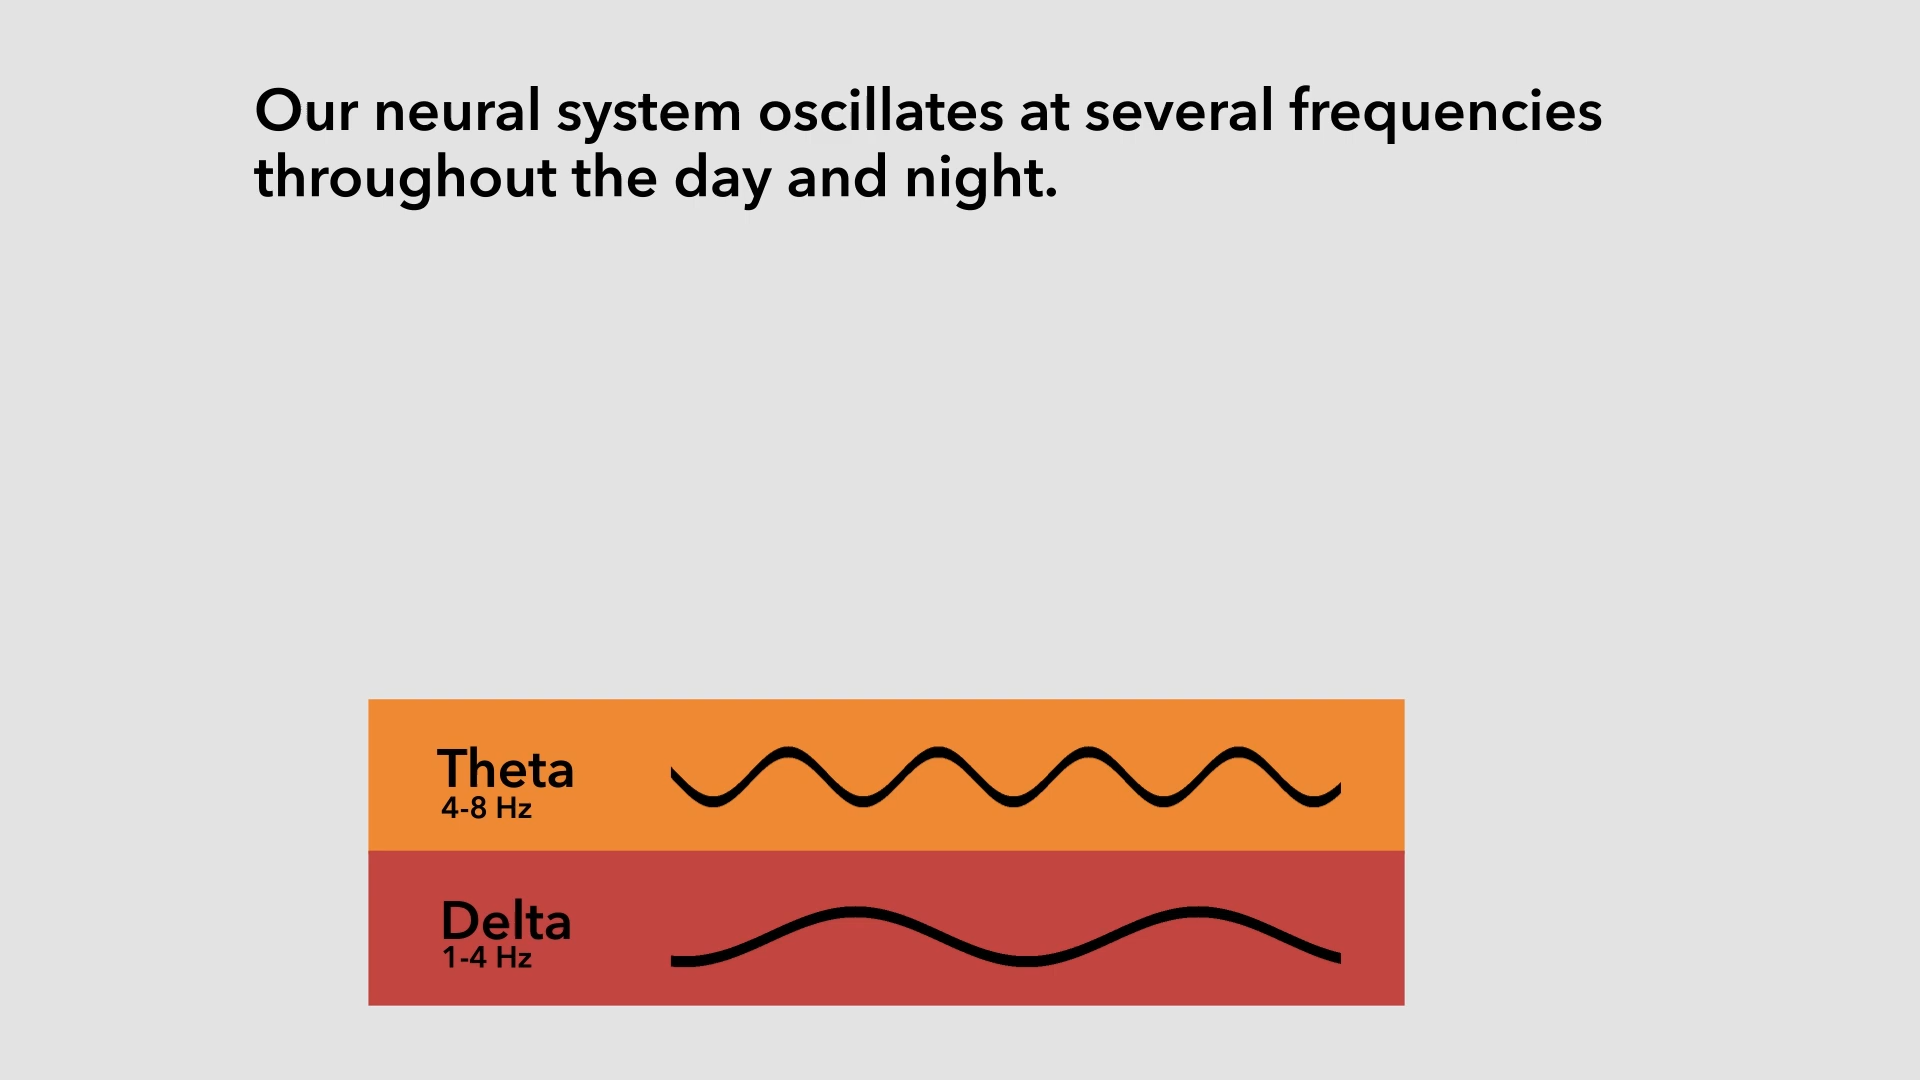 Our neural system oscillates at several frequencies
throughout the day and night.
Theta
4-8 Hz
Delta
1-4 Hz